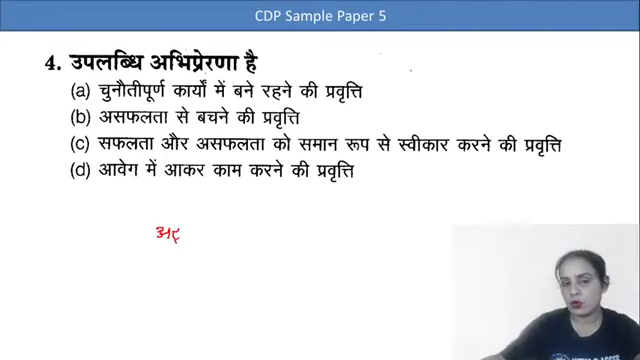 CDP Sample Paper 5
4. उपलब्धि अभिप्रेरणा है
(a) चुनौतीपूर्ण कार्यों में बने रहने की प्रवृत्ति
(b) असफलता से बचने की प्रवृत्ति
(c) सफलता और असफलता को समान रूप से स्वीकार करने की प्रवृत्ति
(d) आवेग में आकर काम करने की प्रवृत्ति